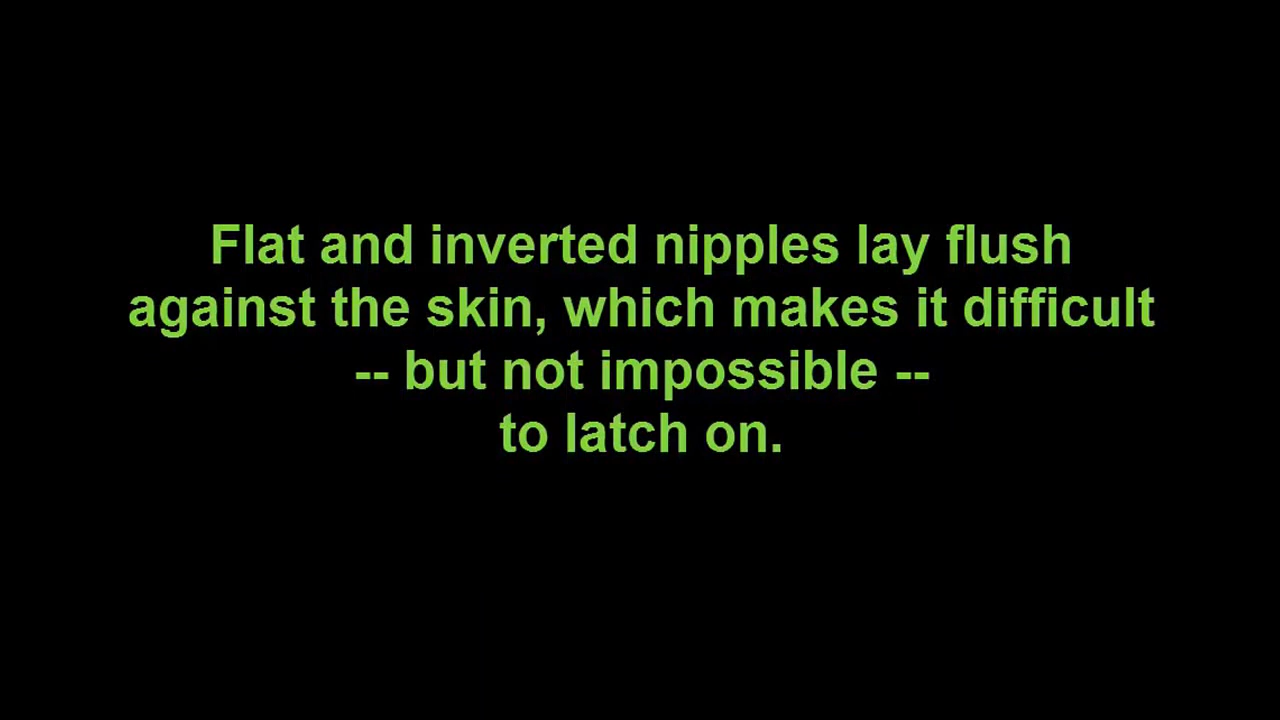 Flat and inverted nipples lay flush
against the skin, which makes it difficult
-- but not impossible --
to latch on.